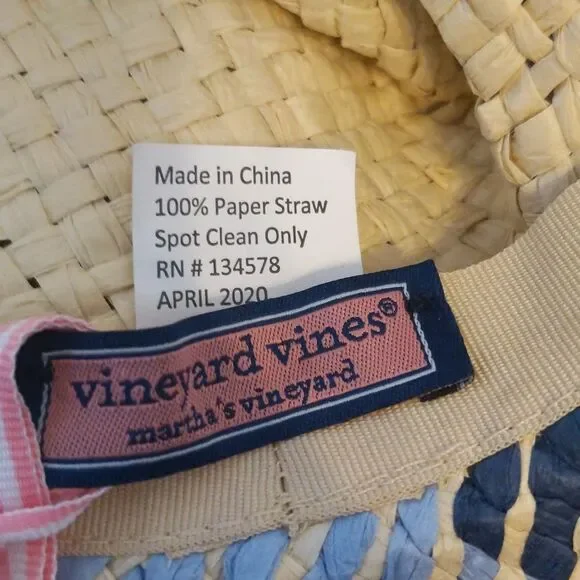 Made in China
100% Paper Straw
Spot Clean Only
RN # 134578
APRIL 2020
vineyard vines®
martha's vineyard